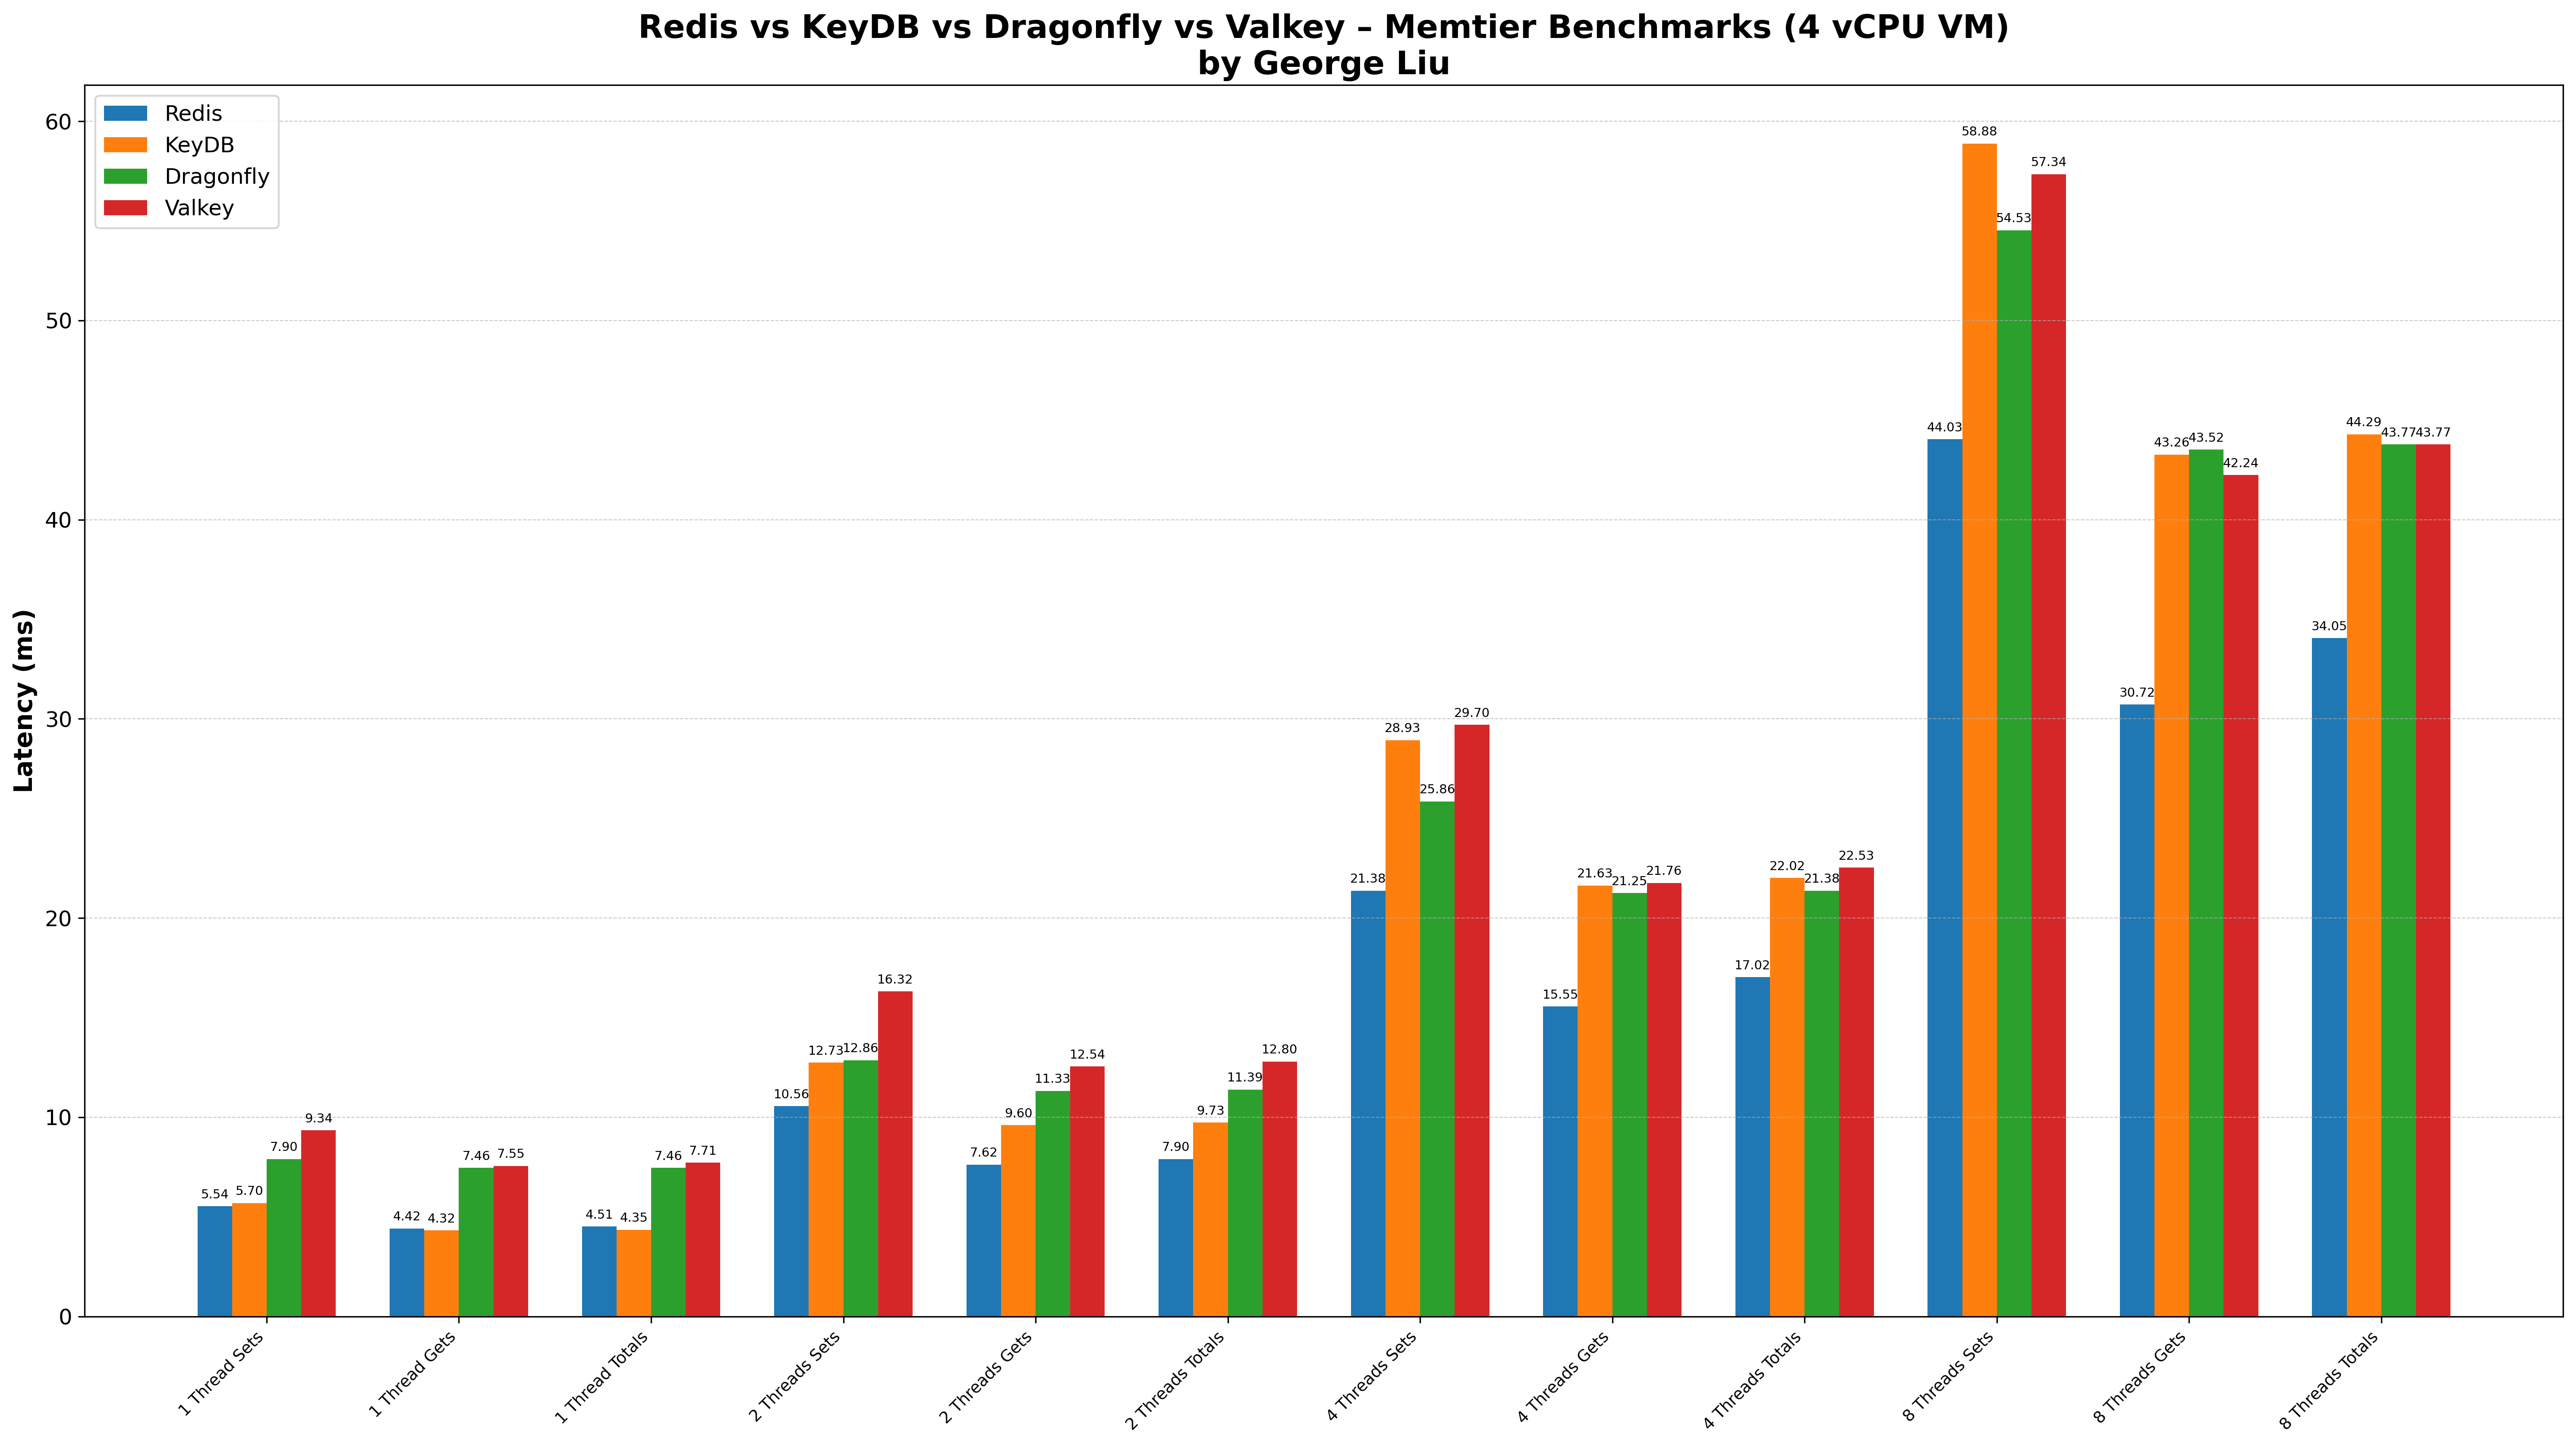 Redis vs KeyDB vs Dragonfly vs Valkey – Memtier Benchmarks (4 vCPU VM)
by George Liu
Redis
KeyDB
Dragonfly
Valkey
Latency (ms)
60
50
40
30
20
10
0
5.54 5.70 7.90 9.34
4.42 4.32 7.46 7.55
4.51 4.35 7.46 7.71
10.56 12.73 12.86 16.32
7.62 9.60 11.33 12.54
7.90 9.73 11.39 12.80
21.38 28.93 25.86 29.70
15.55 21.63 21.25 21.76
17.02 22.02 21.38 22.53
44.03 58.88 54.53 57.34
30.72 43.26 43.52 42.24
34.05 44.29 43.77 43.77
1 Thread Sets
1 Thread Gets
1 Thread Totals
2 Threads Sets
2 Threads Gets
2 Threads Totals
4 Threads Sets
4 Threads Gets
4 Threads Totals
8 Threads Sets
8 Threads Gets
8 Threads Totals